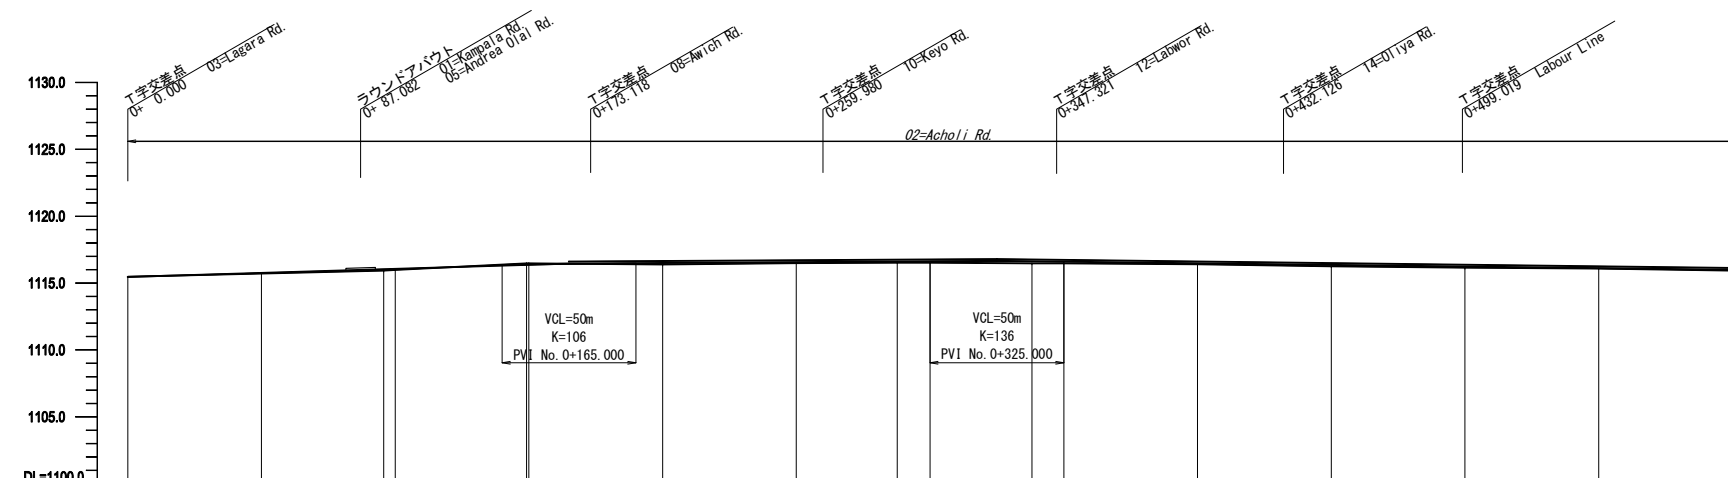 T字交差点 03=Lagara Rd.
0+ 0.000
ラウンドアバウト 01=Kampala Rd.
0+ 87.082 05=Andrea Olal Rd.
T字交差点 08=Awich Rd.
0+173.118
T字交差点 10=Keyo Rd.
0+259.980
T字交差点 12=Labwor Rd.
0+347.321
T字交差点 14=Oliya Rd.
0+432.126
T字交差点 Labour Line
0+499.019
1130.0
02=Acholi Rd.
1125.0
1120.0
1115.0
VCL=50m
K=106
PVI No.0+165.000
VCL=50m
K=136
PVI No.0+325.000
1110.0
1105.0
DL=1100.0